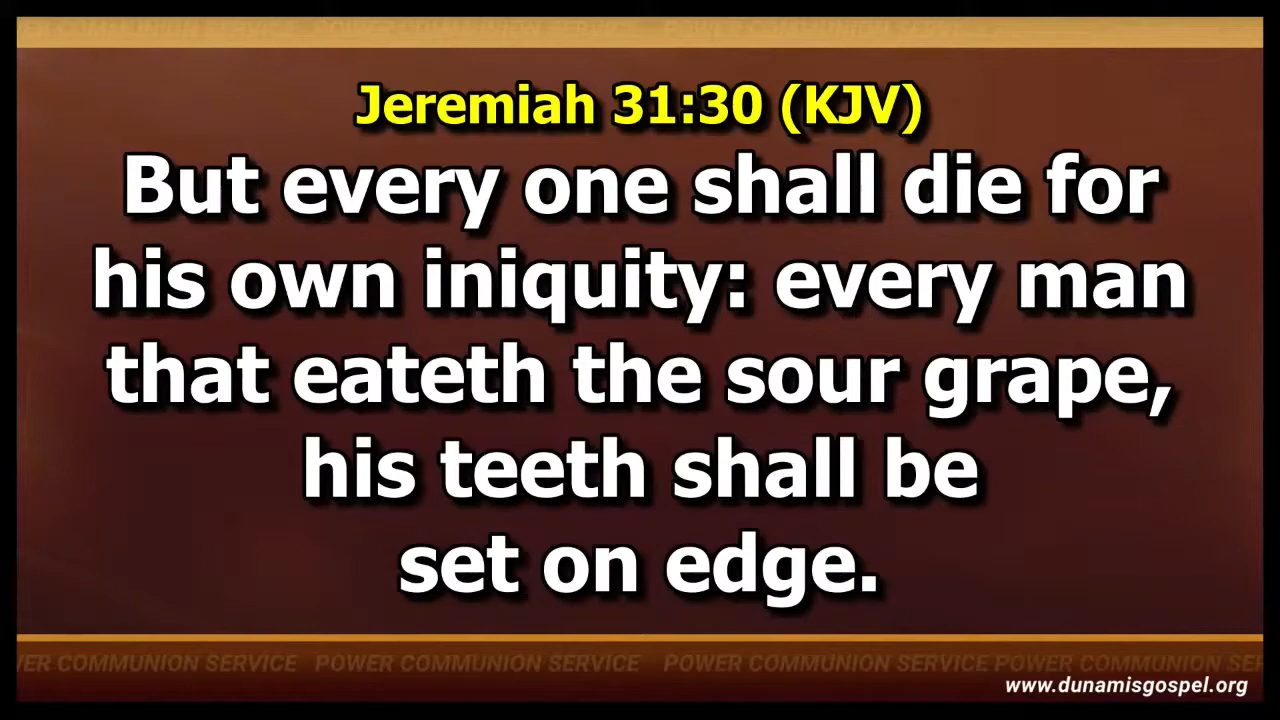 Jeremiah 31:30 (KJV)
But every one shall die for
his own iniquity: every man
that eateth the sour grape,
his teeth shall be
set on edge.
ER COMMUNION SERVICE POWER COMMUNION SERVICE POWER COMMUNION SERVICE POWER COMMUNION SER
www.dunamisgospel.org